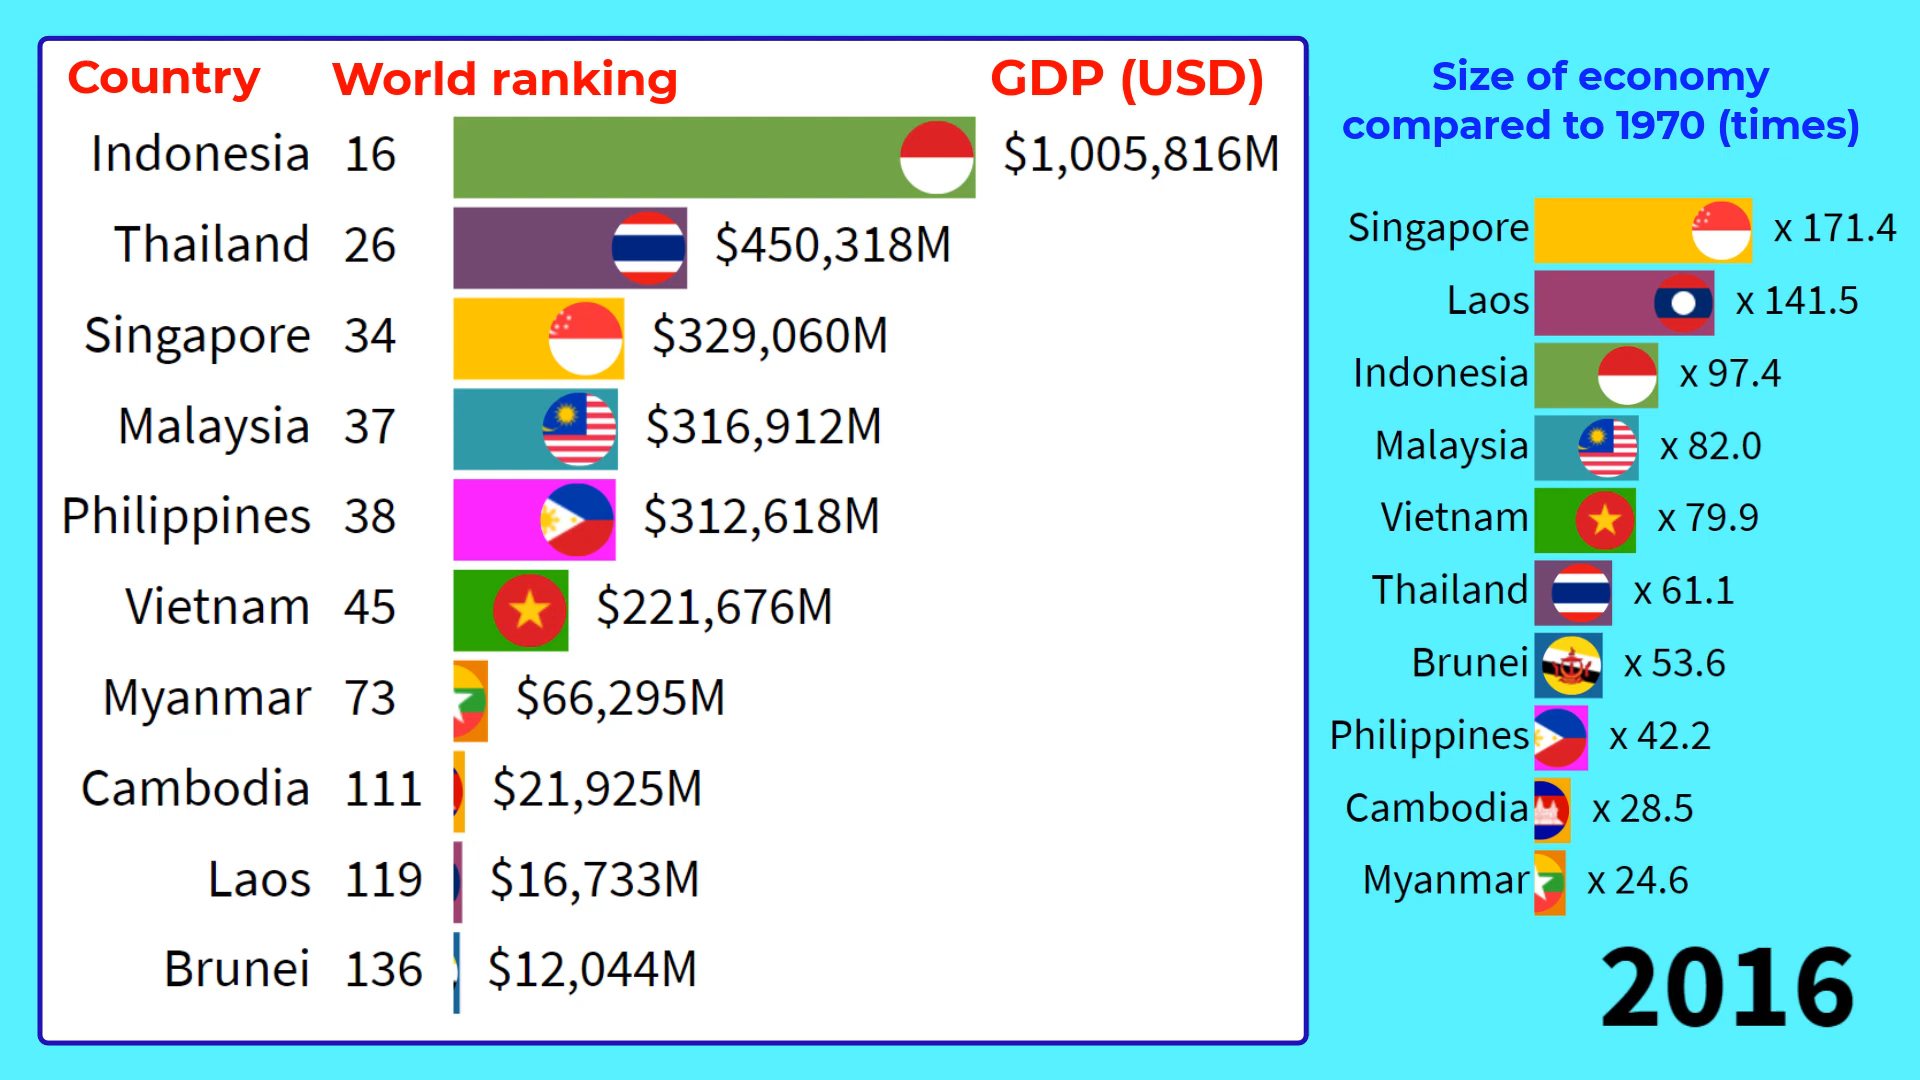 Country World ranking GDP (USD)
Indonesia 16 $1,005,816M
Thailand 26 $450,318M
Singapore 34 $329,060M
Malaysia 37 $316,912M
Philippines 38 $312,618M
Vietnam 45 $221,676M
Myanmar 73 $66,295M
Cambodia 111 $21,925M
Laos 119 $16,733M
Brunei 136 $12,044M
Size of economy
compared to 1970 (times)
Singapore x 171.4
Laos x 141.5
Indonesia x 97.4
Malaysia x 82.0
Vietnam x 79.9
Thailand x 61.1
Brunei x 53.6
Philippines x 42.2
Cambodia x 28.5
Myanmar x 24.6
2016